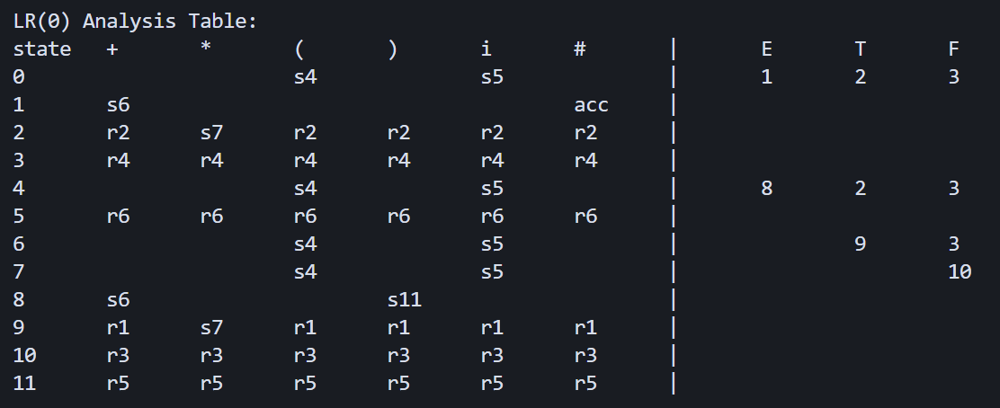 LR(0) Analysis Table:
state + * ( ) i # | E T F
0 s4 s5 | 1 2 3
1 s6 acc |
2 r2 s7 r2 r2 r2 r2 |
3 r4 r4 r4 r4 r4 r4 |
4 s4 s5 | 8 2 3
5 r6 r6 r6 r6 r6 r6 |
6 s4 s5 | 9 3
7 s4 s5 | 10
8 s6 s11 |
9 r1 s7 r1 r1 r1 r1 |
10 r3 r3 r3 r3 r3 r3 |
11 r5 r5 r5 r5 r5 r5 |